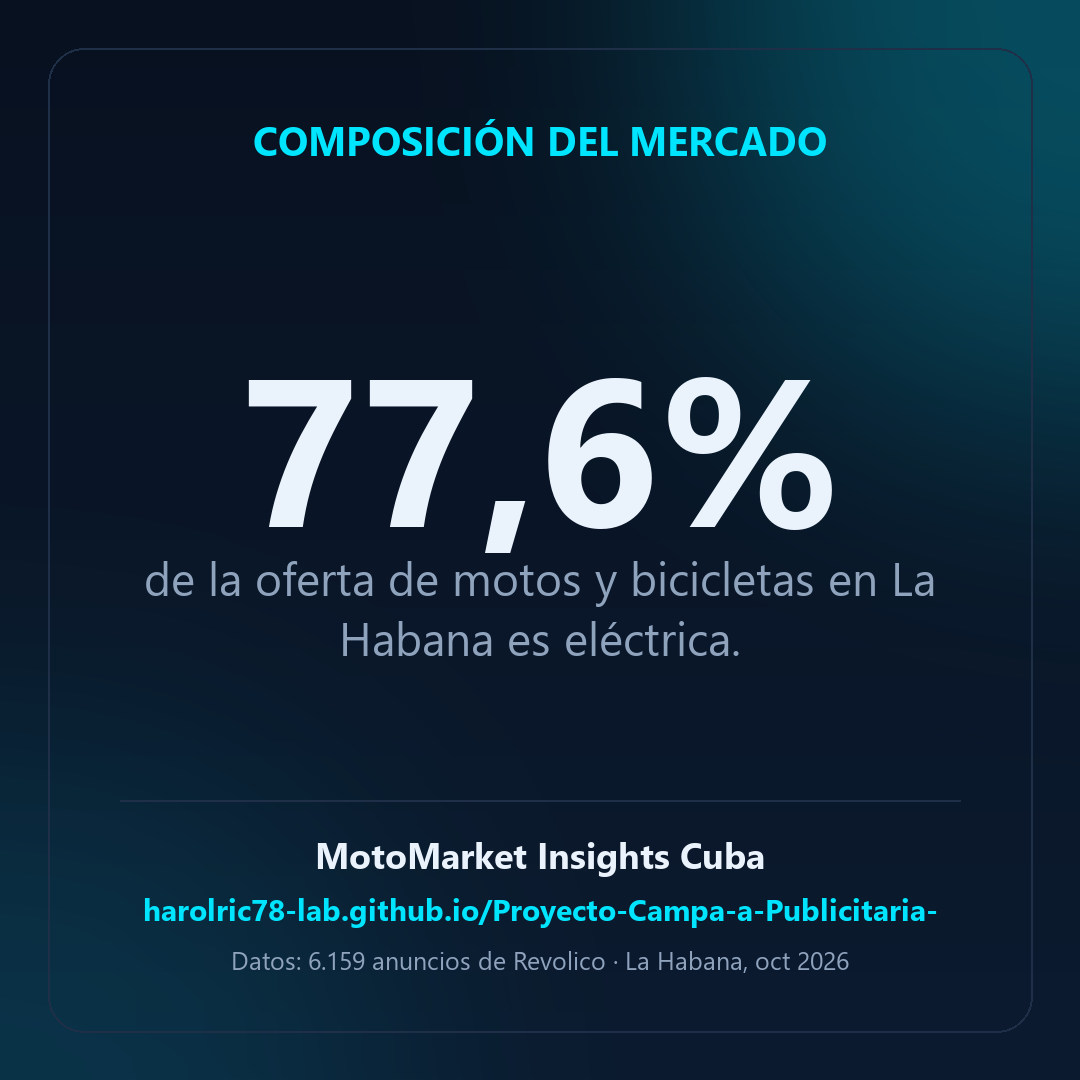 COMPOSICIÓN DEL MERCADO
77,6%
de la oferta de motos y bicicletas en La
Habana es eléctrica.
MotoMarket Insights Cuba
harolric78-lab.github.io/Proyecto-Campa-a-Publicitaria-
Datos: 6.159 anuncios de Revolico · La Habana, oct 2026